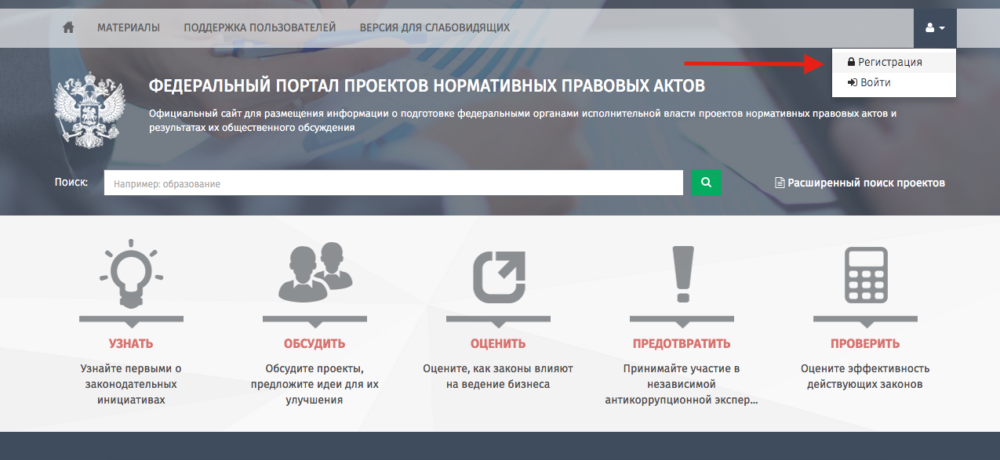 МАТЕРИАЛЫ ПОДДЕРЖКА ПОЛЬЗОВАТЕЛЕЙ ВЕРСИЯ ДЛЯ СЛАБОВИДЯЩИХ
Регистрация
Войти
ФЕДЕРАЛЬНЫЙ ПОРТАЛ ПРОЕКТОВ НОРМАТИВНЫХ ПРАВОВЫХ АКТОВ
Официальный сайт для размещения информации о подготовке федеральными органами исполнительной власти проектов нормативных правовых актов и
результатах их общественного обсуждения
Поиск: Например: образование Расширенный поиск проектов
УЗНАТЬ
Узнайте первыми о
законодательных
инициативах
ОБСУДИТЬ
Обсудите проекты,
предложите идеи для их
улучшения
ОЦЕНИТЬ
Оцените, как законы влияют
на ведение бизнеса
ПРЕДОТВРАТИТЬ
Принимайте участие в
независимой
антикоррупционной экспер...
ПРОВЕРИТЬ
Оцените эффективность
действующих законов